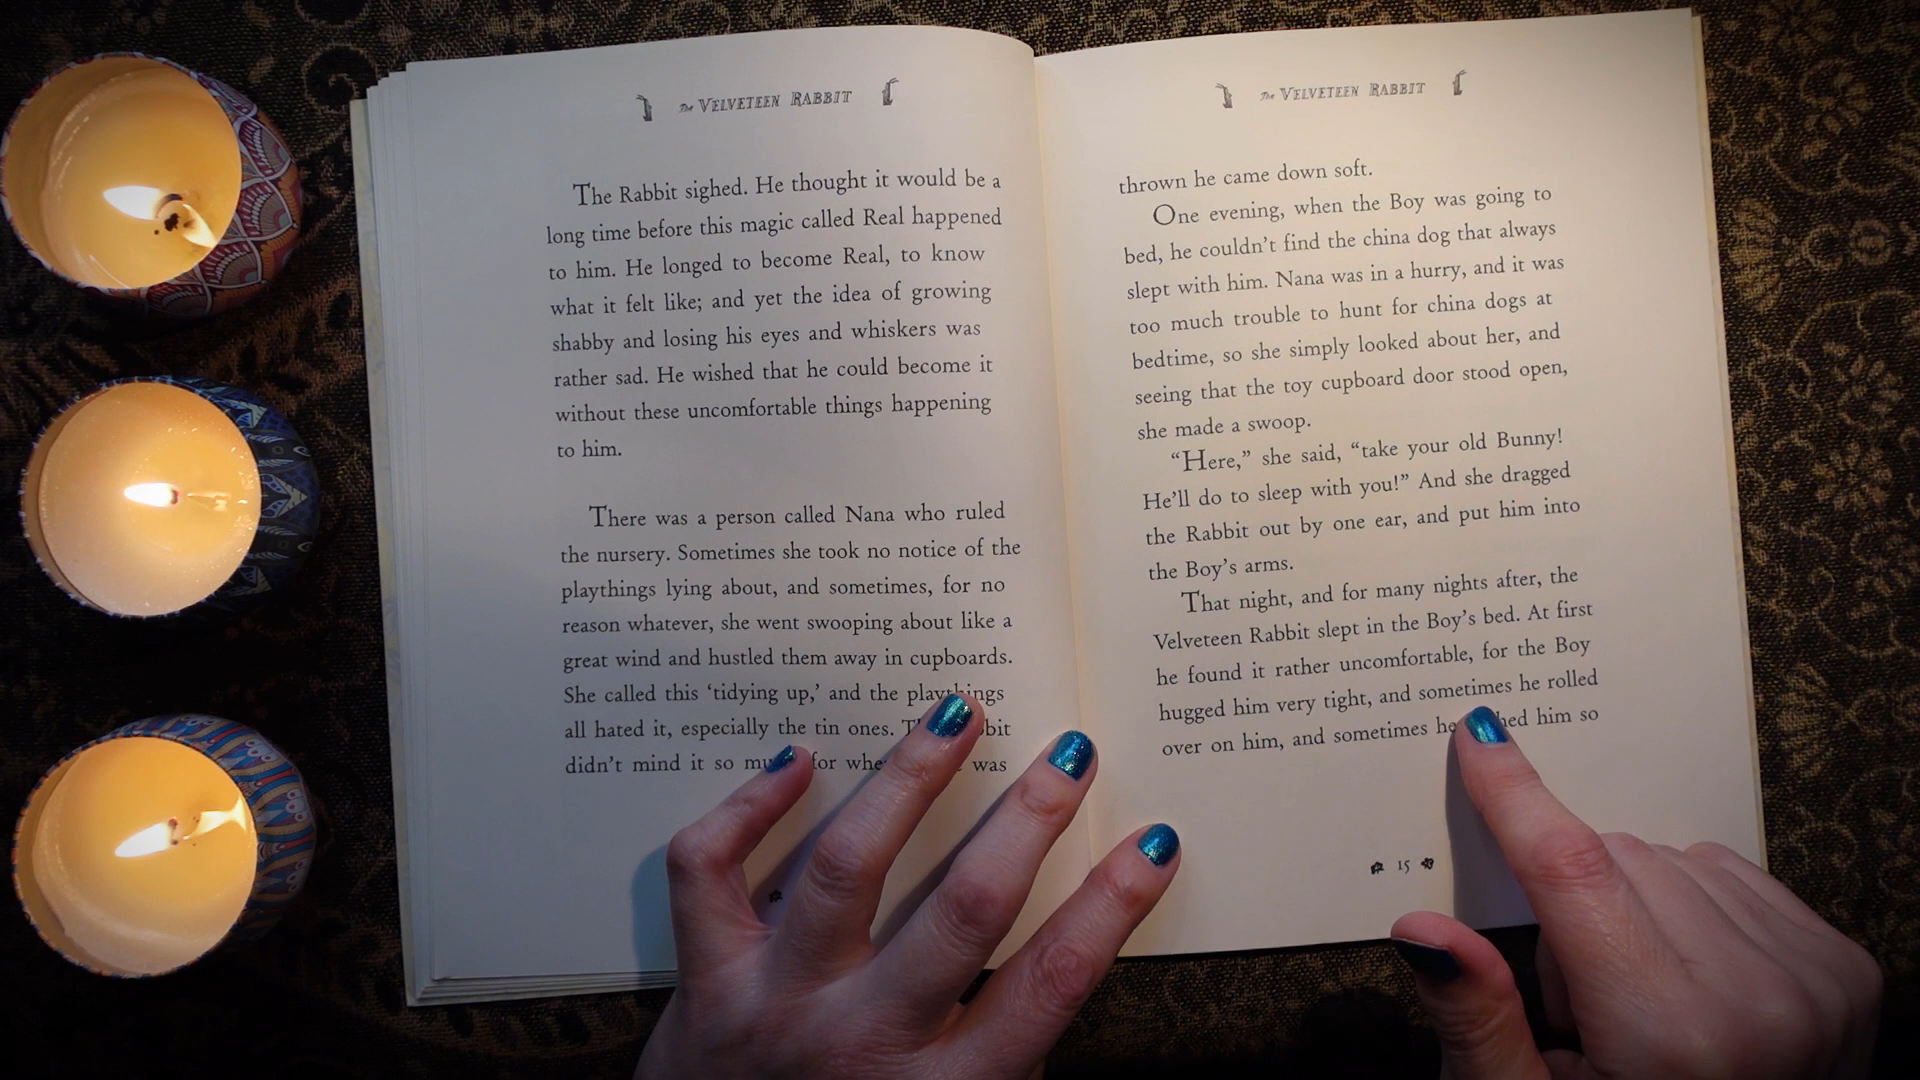 The VELVETEEN RABBIT
The Rabbit sighed. He thought it would be a
long time before this magic called Real happened
to him. He longed to become Real, to know
what it felt like; and yet the idea of growing
shabby and losing his eyes and whiskers was
rather sad. He wished that he could become it
without these uncomfortable things happening
to him.
There was a person called Nana who ruled
the nursery. Sometimes she took no notice of the
playthings lying about, and sometimes, for no
reason whatever, she went swooping about like a
great wind and hustled them away in cupboards.
She called this ‘tidying up,’ and the playthings
all hated it, especially the tin ones.
didn’t mind it so for was
The VELVETEEN RABBIT
thrown he came down soft.
One evening, when the Boy was going to
bed, he couldn’t find the china dog that always
slept with him. Nana was in a hurry, and it was
too much trouble to hunt for china dogs at
bedtime, so she simply looked about her, and
seeing that the toy cupboard door stood open,
she made a swoop.
“Here,” she said, “take your old Bunny!
He’ll do to sleep with you!” And she dragged
the Rabbit out by one ear, and put him into
the Boy’s arms.
That night, and for many nights after, the
Velveteen Rabbit slept in the Boy’s bed. At first
he found it rather uncomfortable, for the Boy
hugged him very tight, and sometimes he rolled
over on him, and sometimes he him so
15